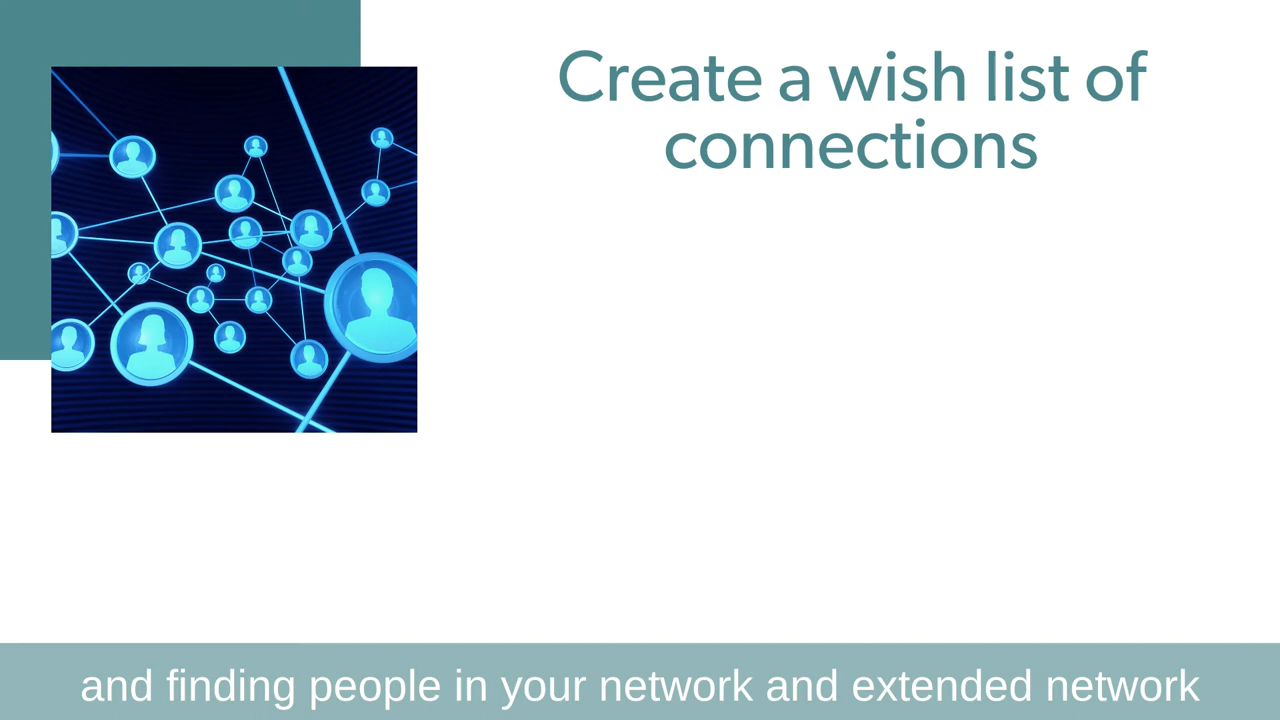 Create a wish list of
connections
and finding people in your network and extended network